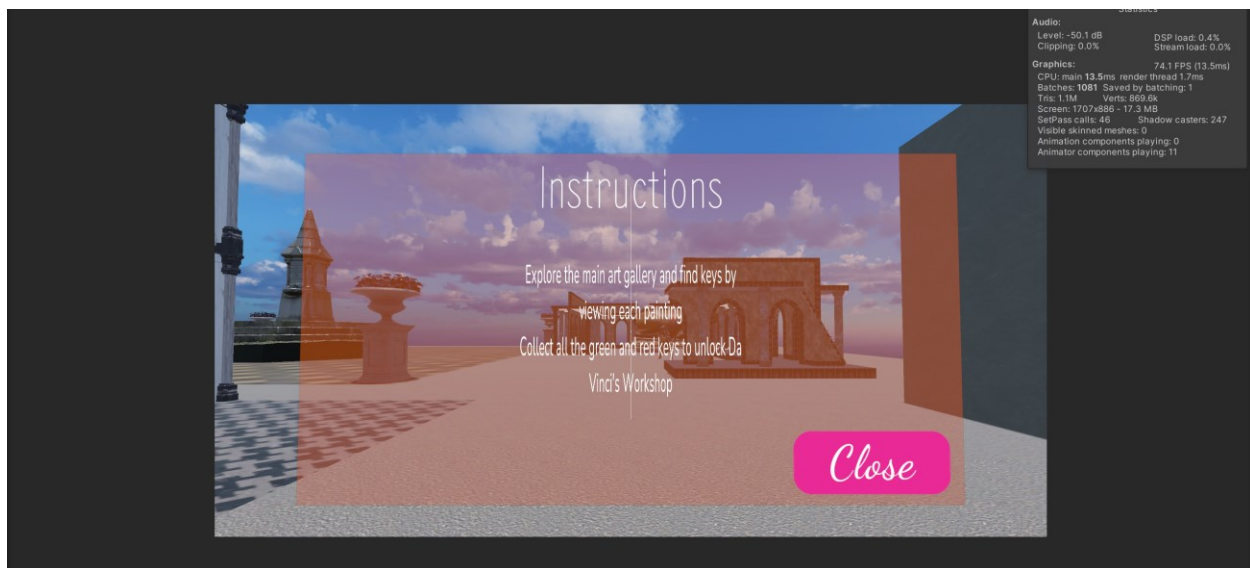 Statistics
Audio:
Level: -50.1 dB
DSP load: 0.4%
Clipping: 0.0%
Stream load: 0.0%
Graphics:
74.1 FPS (13.5ms)
CPU: main 13.5ms render thread 1.7ms
Batches: 1081 Saved by batching: 1
Tris: 1.1M Verts: 869.6k
Screen: 1707x886 - 17.3 MB
SetPass calls: 46 Shadow casters: 247
Visible skinned meshes: 0
Animation components playing: 0
Animator components playing: 11
Instructions
Explore the main art gallery and find keys by
viewing each painting
Collect all the green and red keys to unlock Da
Vinci's Workshop
Close